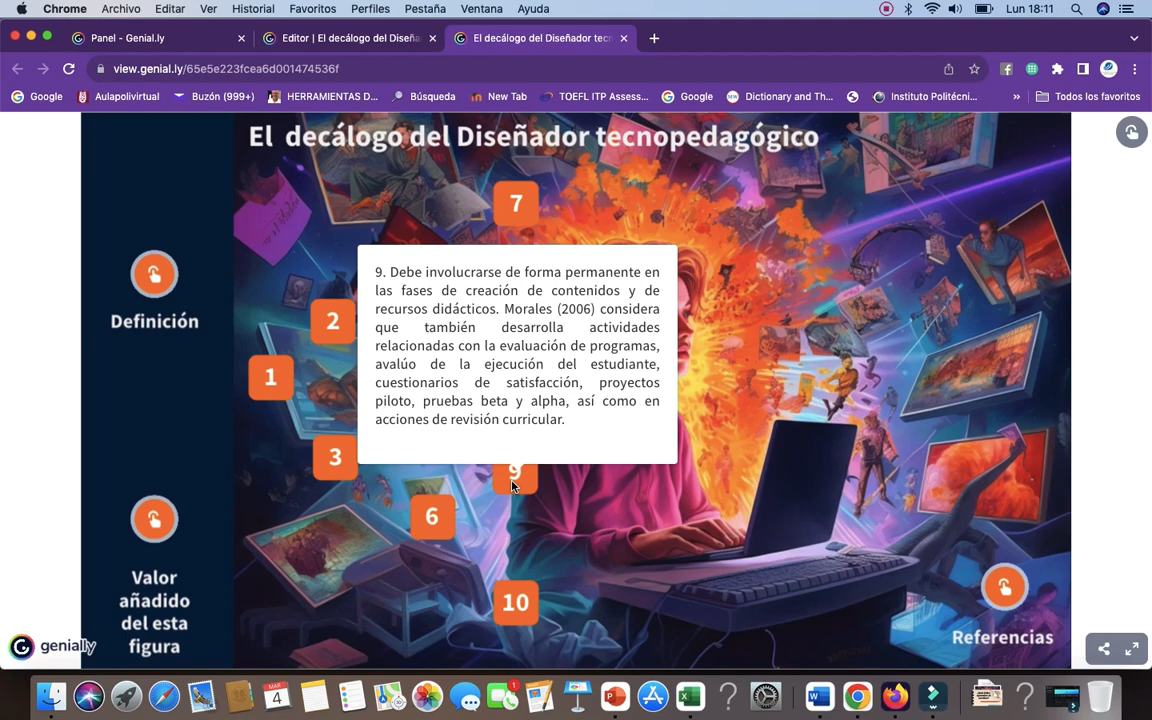 Chrome Archivo Editar Ver Historial Favoritos Perfiles Pestaña Ventana Ayuda Lun 18:11
Panel - Genial.ly
Editor | El decálogo del Diseña
El decálogo del Diseñador tecn
view.genial.ly/65e5e223fcea6d001474536f
Google Aulapolivirtual Buzón (999+) HERRAMIENTAS D... Búsqueda New Tab TOEFL ITP Assess... Google Dictionary and Th... Instituto Politécni... » Todos los favoritos
El decálogo del Diseñador tecnopedagógico
7
9. Debe involucrarse de forma permanente en
las fases de creación de contenidos y de
recursos didácticos. Morales (2006) considera
que también desarrolla actividades
relacionadas con la evaluación de programas,
avalúo de la ejecución del estudiante,
cuestionarios de satisfacción, proyectos
piloto, pruebas beta y alpha, así como en
acciones de revisión curricular.
Definición
2
1
3
9
6
10
Valor
añadido
del esta
figura
genially
Referencias
MAR
4
1